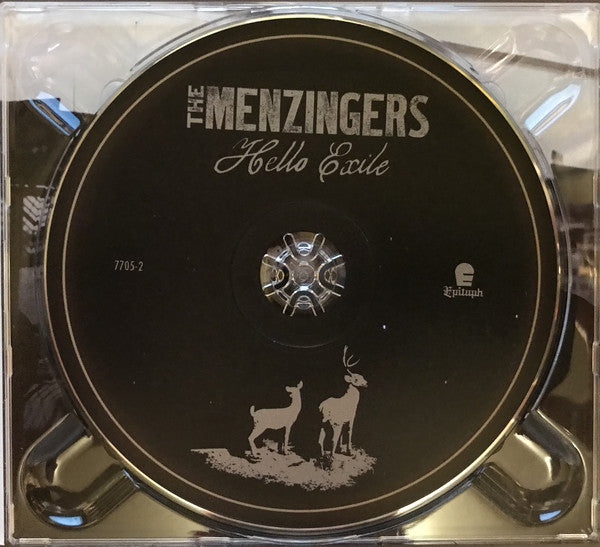 THE MENZINGERS
Hello Exile
7705-2
E
Epitaph